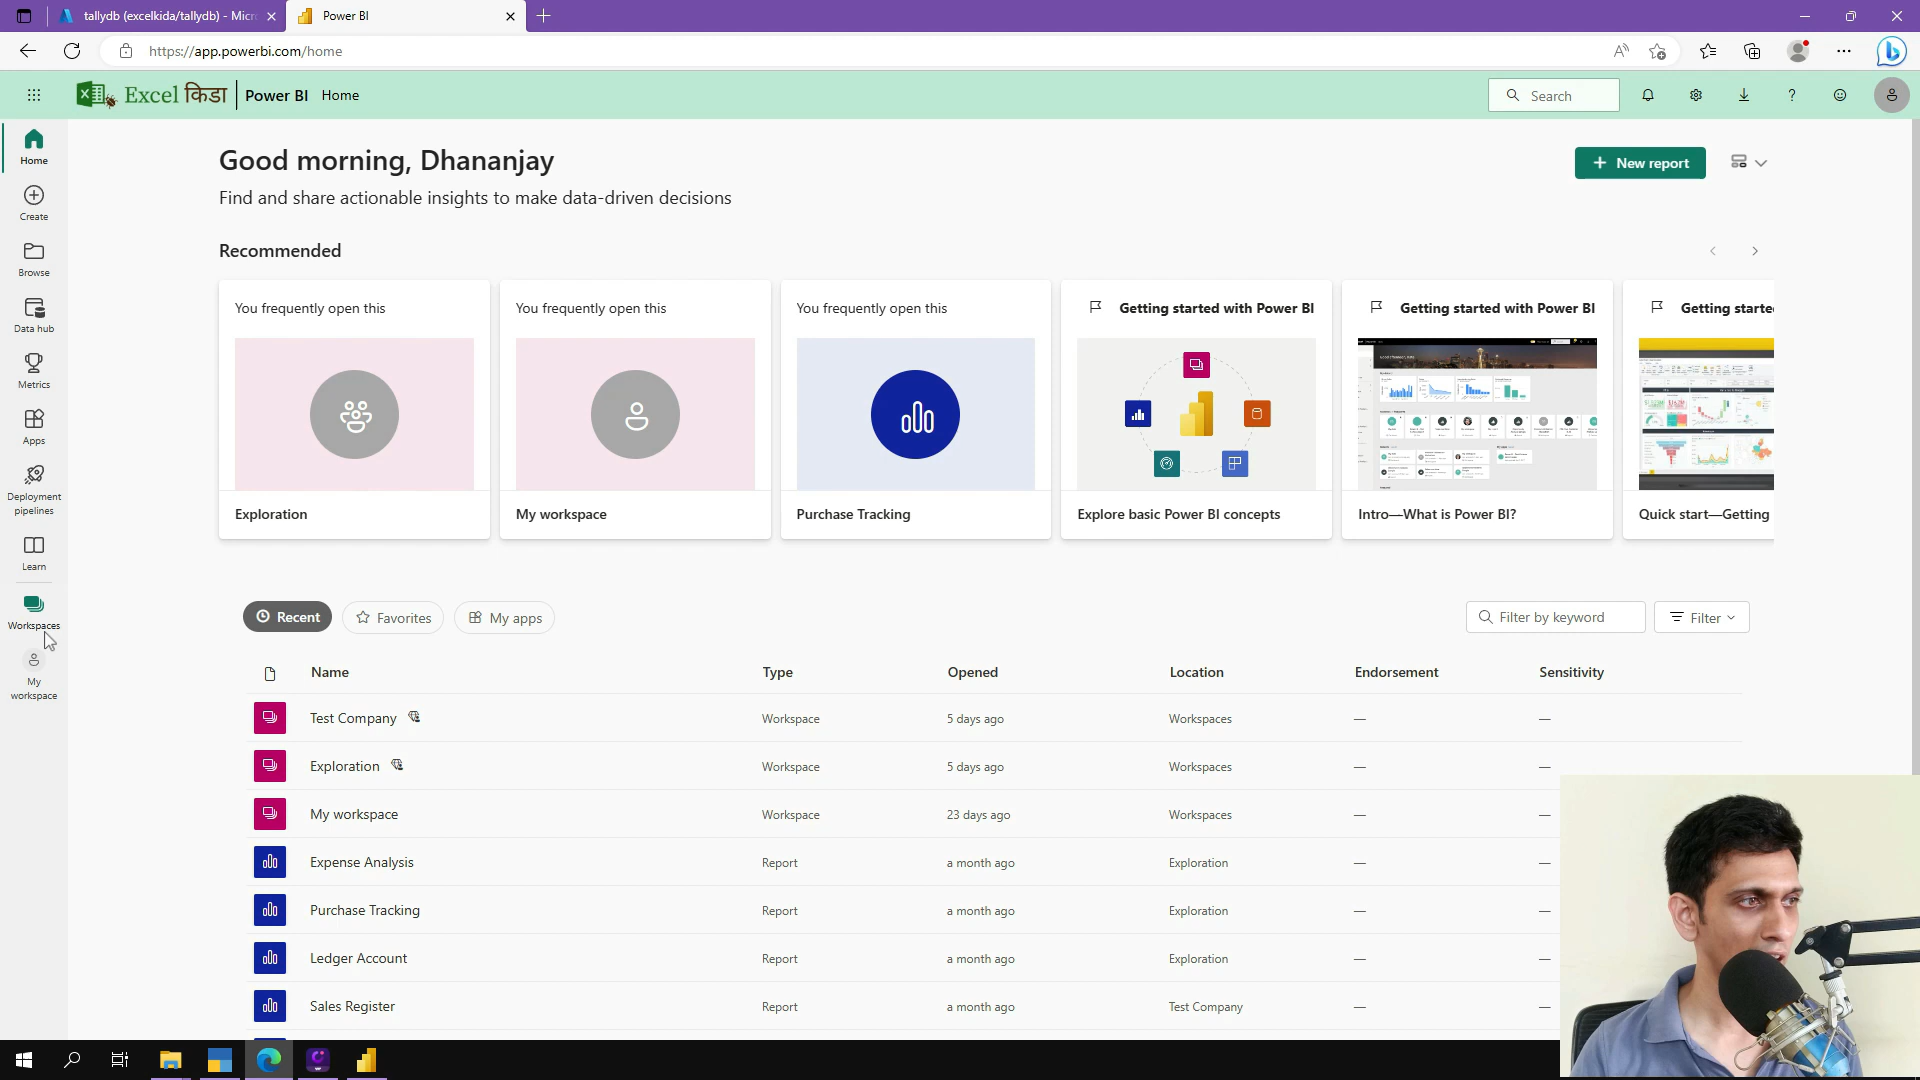 tallydb (excelkida/tallydb) - Micr
Power BI
https://app.powerbi.com/home
Excel किडा
Power BI
Home
Search
Home
Create
Browse
Data hub
Metrics
Apps
Deployment
pipelines
Learn
Workspaces
My
workspace
Good morning, Dhananjay
New report
Find and share actionable insights to make data-driven decisions
Recommended
You frequently open this
You frequently open this
You frequently open this
Getting started with Power BI
Getting started with Power BI
Getting starte
Exploration
My workspace
Purchase Tracking
Explore basic Power BI concepts
Intro—What is Power BI?
Quick start—Getting
Recent
Favorites
My apps
Filter by keyword
Filter
Name Type Opened Location Endorsement Sensitivity
Test Company Workspace 5 days ago Workspaces — —
Exploration Workspace 5 days ago Workspaces — —
My workspace Workspace 23 days ago Workspaces — —
Expense Analysis Report a month ago Exploration — —
Purchase Tracking Report a month ago Exploration — —
Ledger Account Report a month ago Exploration — —
Sales Register Report a month ago Test Company — —